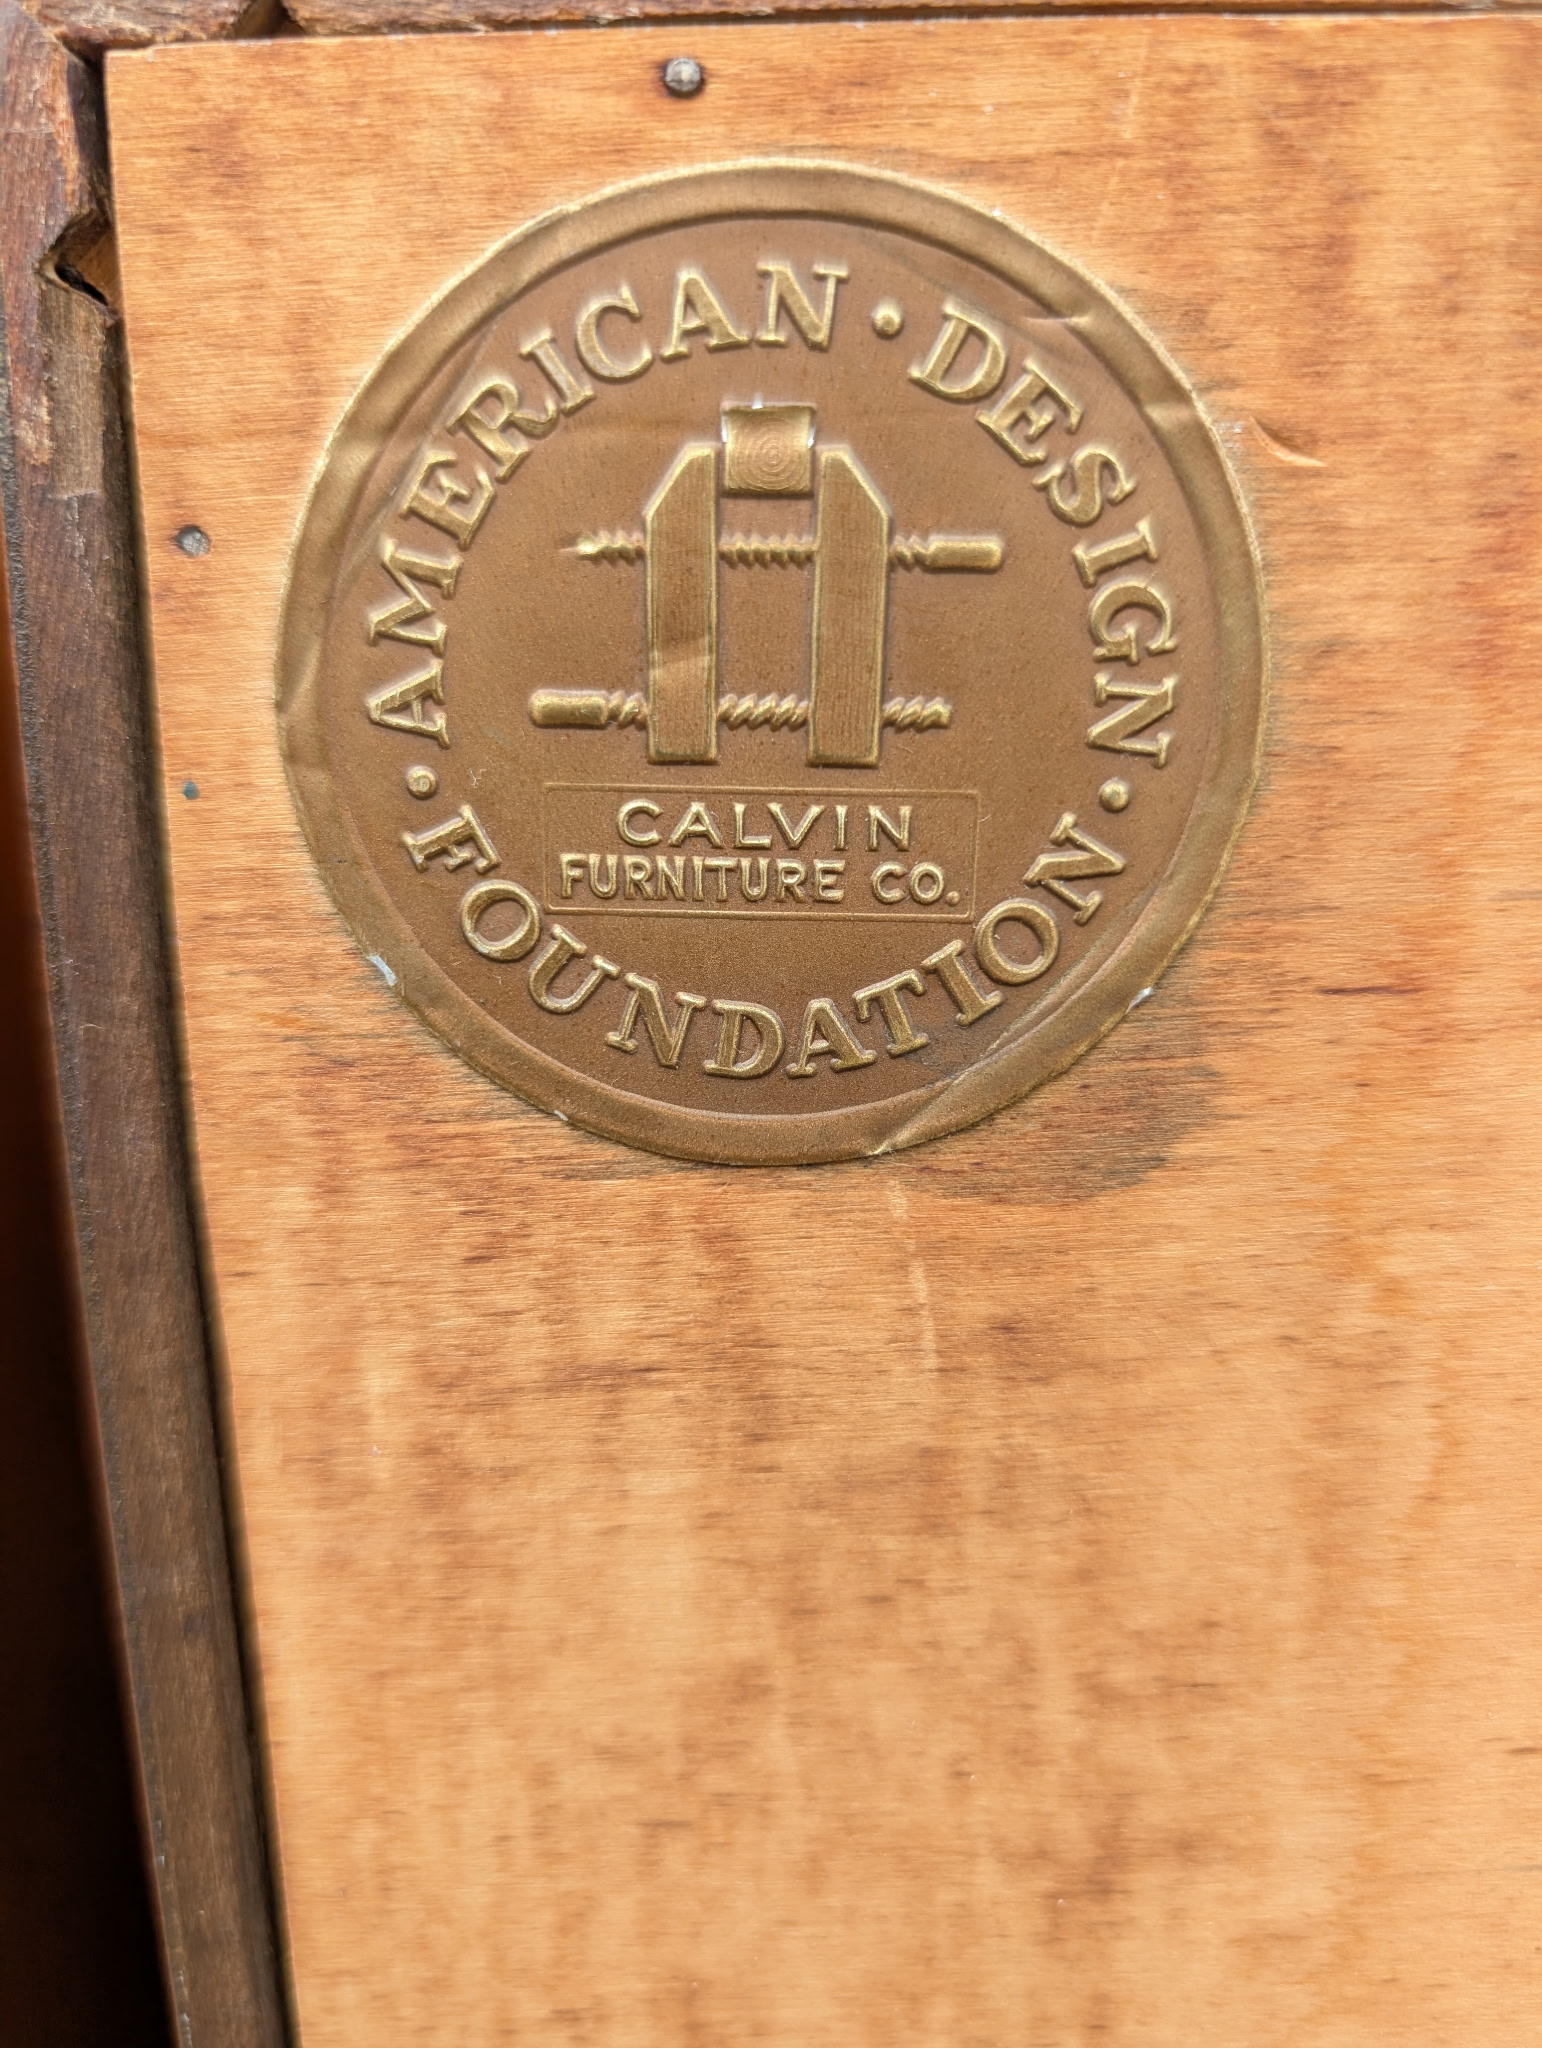 AMERICAN · DESIGN
· FOUNDATION ·
CALVIN
FURNITURE CO.